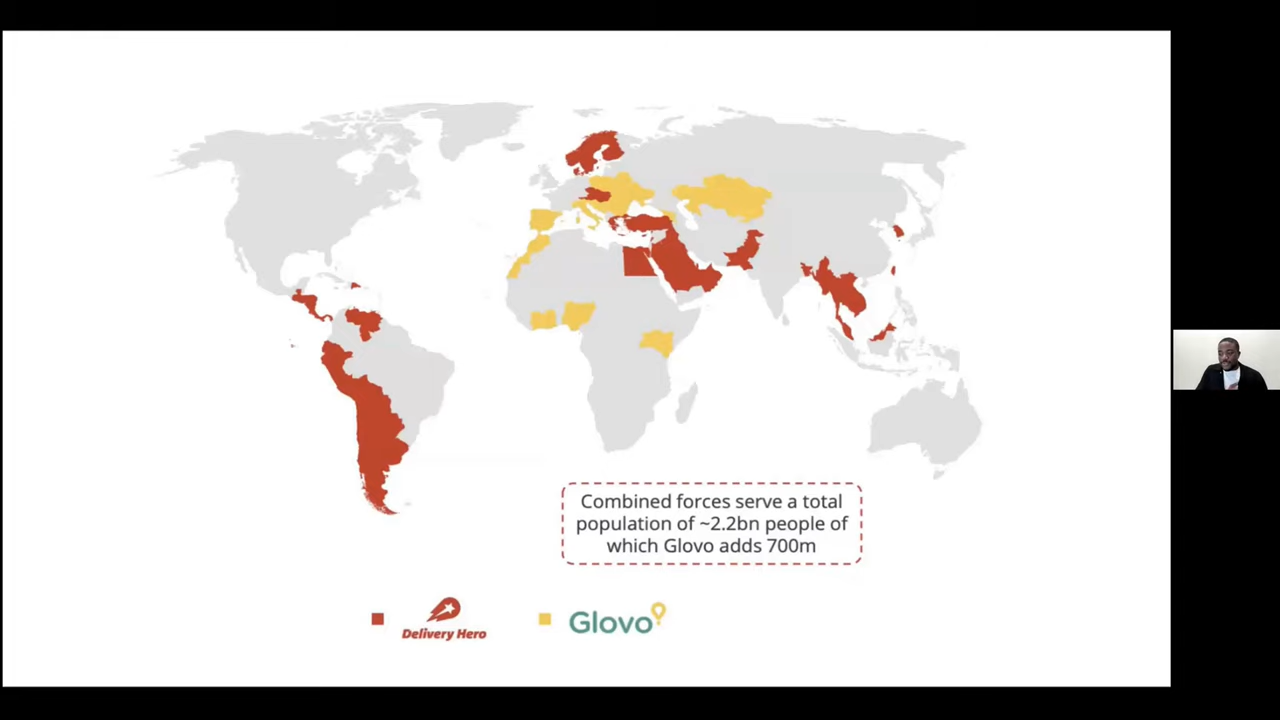 Combined forces serve a total
population of ~2.2bn people of
which Glovo adds 700m
Delivery Hero
Glovo